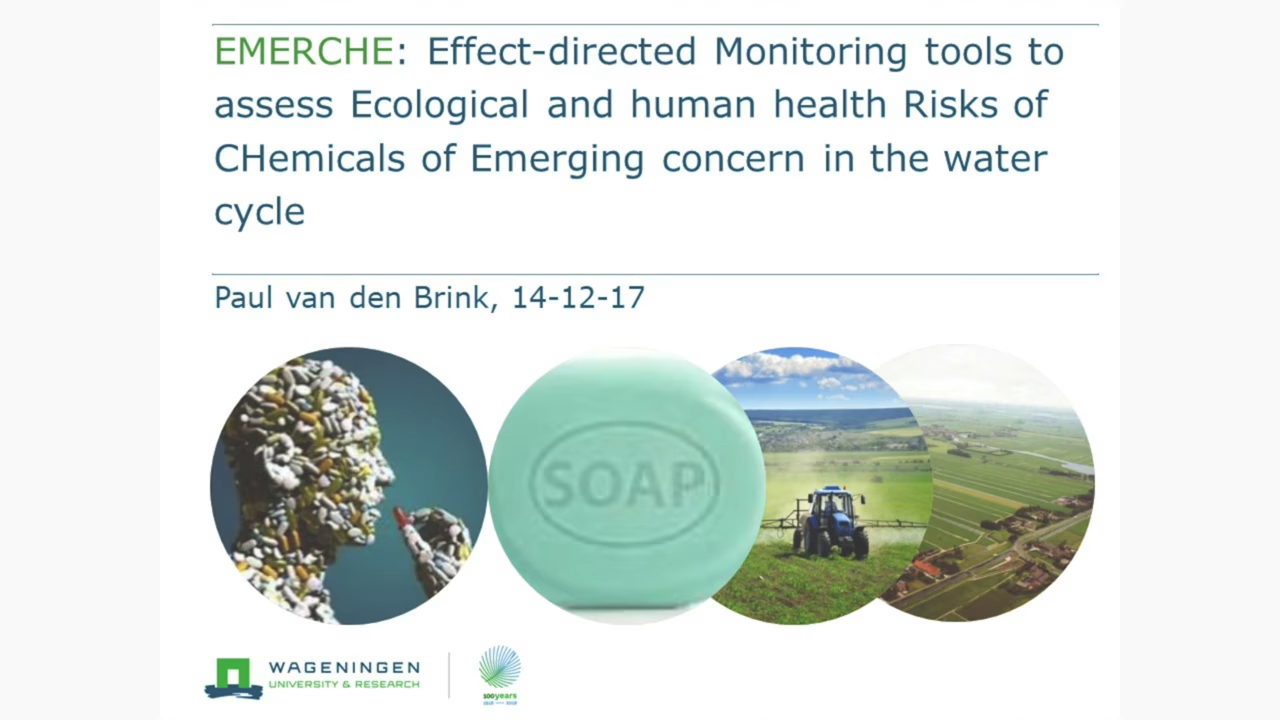 EMERCHE: Effect-directed Monitoring tools to
assess Ecological and human health Risks of
CHemicals of Emerging concern in the water
cycle
Paul van den Brink, 14-12-17
SOAP
WAGENINGEN
UNIVERSITY & RESEARCH
100years